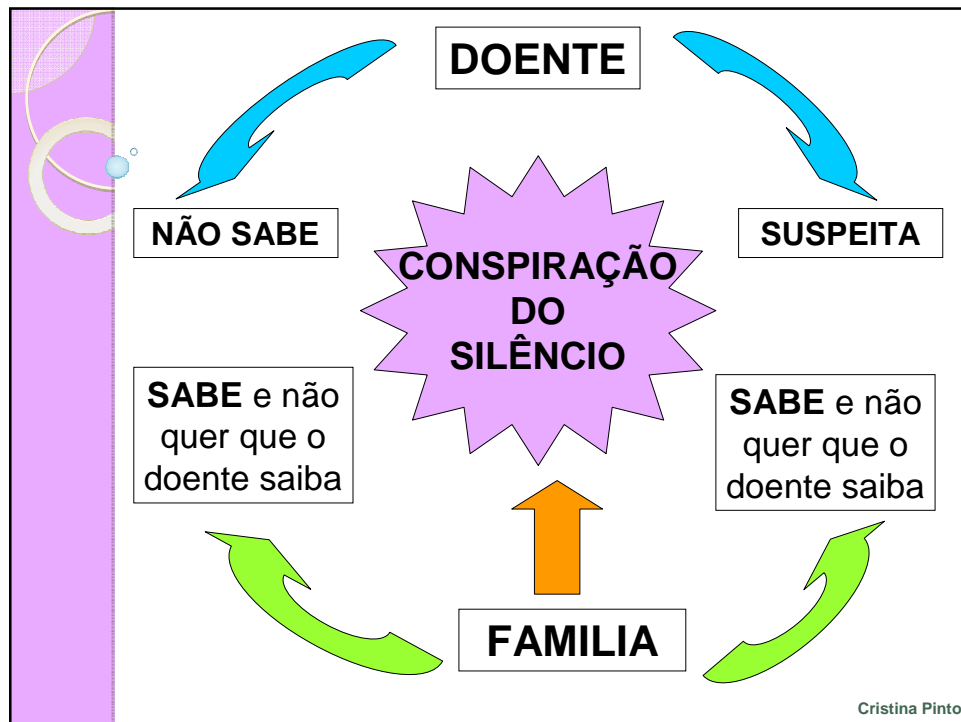 DOENTE
NÃO SABE
SUSPEITA
CONSPIRAÇÃO
DO
SILÊNCIO
SABE e não
quer que o
doente saiba
SABE e não
quer que o
doente saiba
FAMILIA
Cristina Pinto